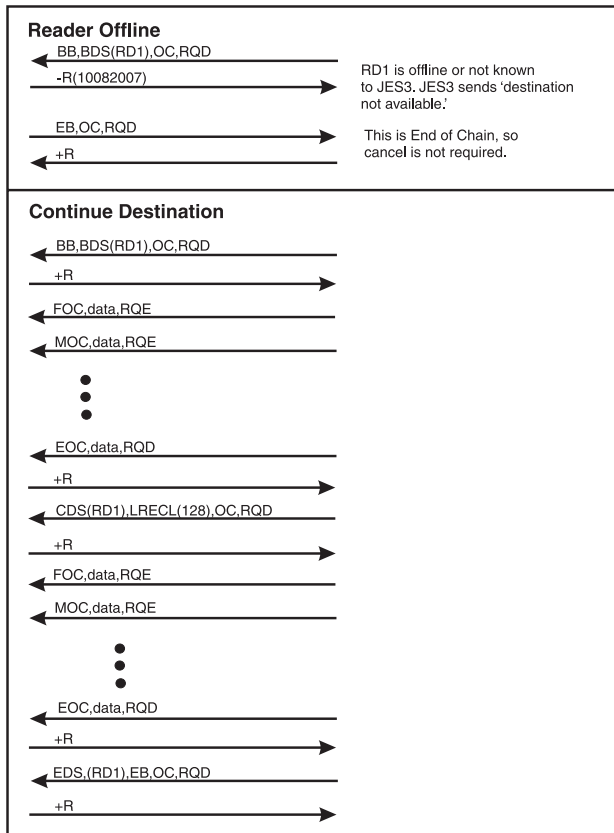 Reader Offline
BB,BDS(RD1),OC,RQD
-R(10082007)
RD1 is offline or not known
to JES3. JES3 sends ‘destination
not available.’
EB,OC,RQD
+R
This is End of Chain, so
cancel is not required.
Continue Destination
BB,BDS(RD1),OC,RQD
+R
FOC,data,RQE
MOC,data,RQE
EOC,data,RQD
+R
CDS(RD1),LRECL(128),OC,RQD
+R
FOC,data,RQE
MOC,data,RQE
EOC,data,RQD
+R
EDS,(RD1),EB,OC,RQD
+R